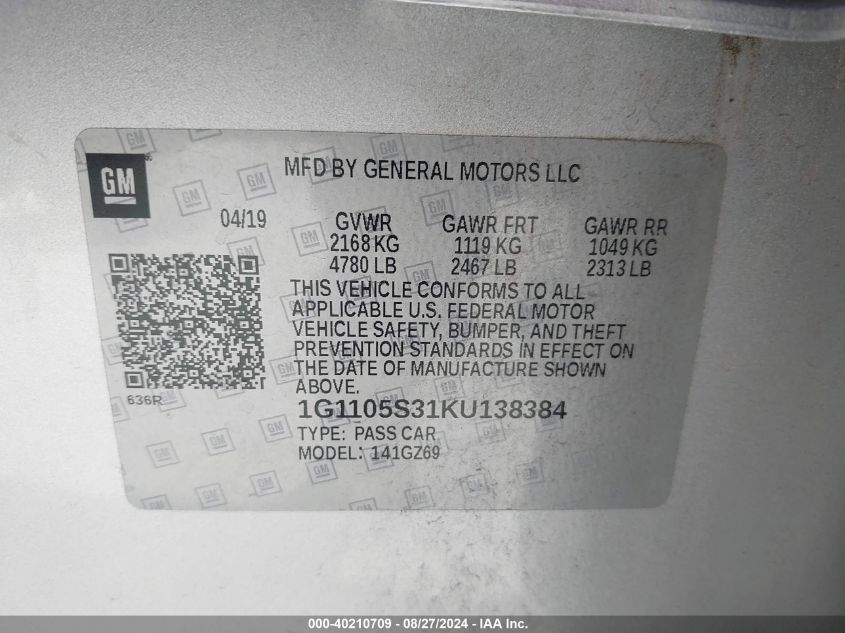 GM
MFD BY GENERAL MOTORS LLC
04/19
GVWR GAWR FRT GAWR RR
2168 KG 1119 KG 1049 KG
4780 LB 2467 LB 2313 LB
THIS VEHICLE CONFORMS TO ALL
APPLICABLE U.S. FEDERAL MOTOR
VEHICLE SAFETY, BUMPER, AND THEFT
PREVENTION STANDARDS IN EFFECT ON
THE DATE OF MANUFACTURE SHOWN
ABOVE.
636R
1G1105S31KU138384
TYPE: PASS CAR
MODEL: 141GZ69
000-40210709 - 08/27/2024 - IAAI - Copart - IAAI, Inc.